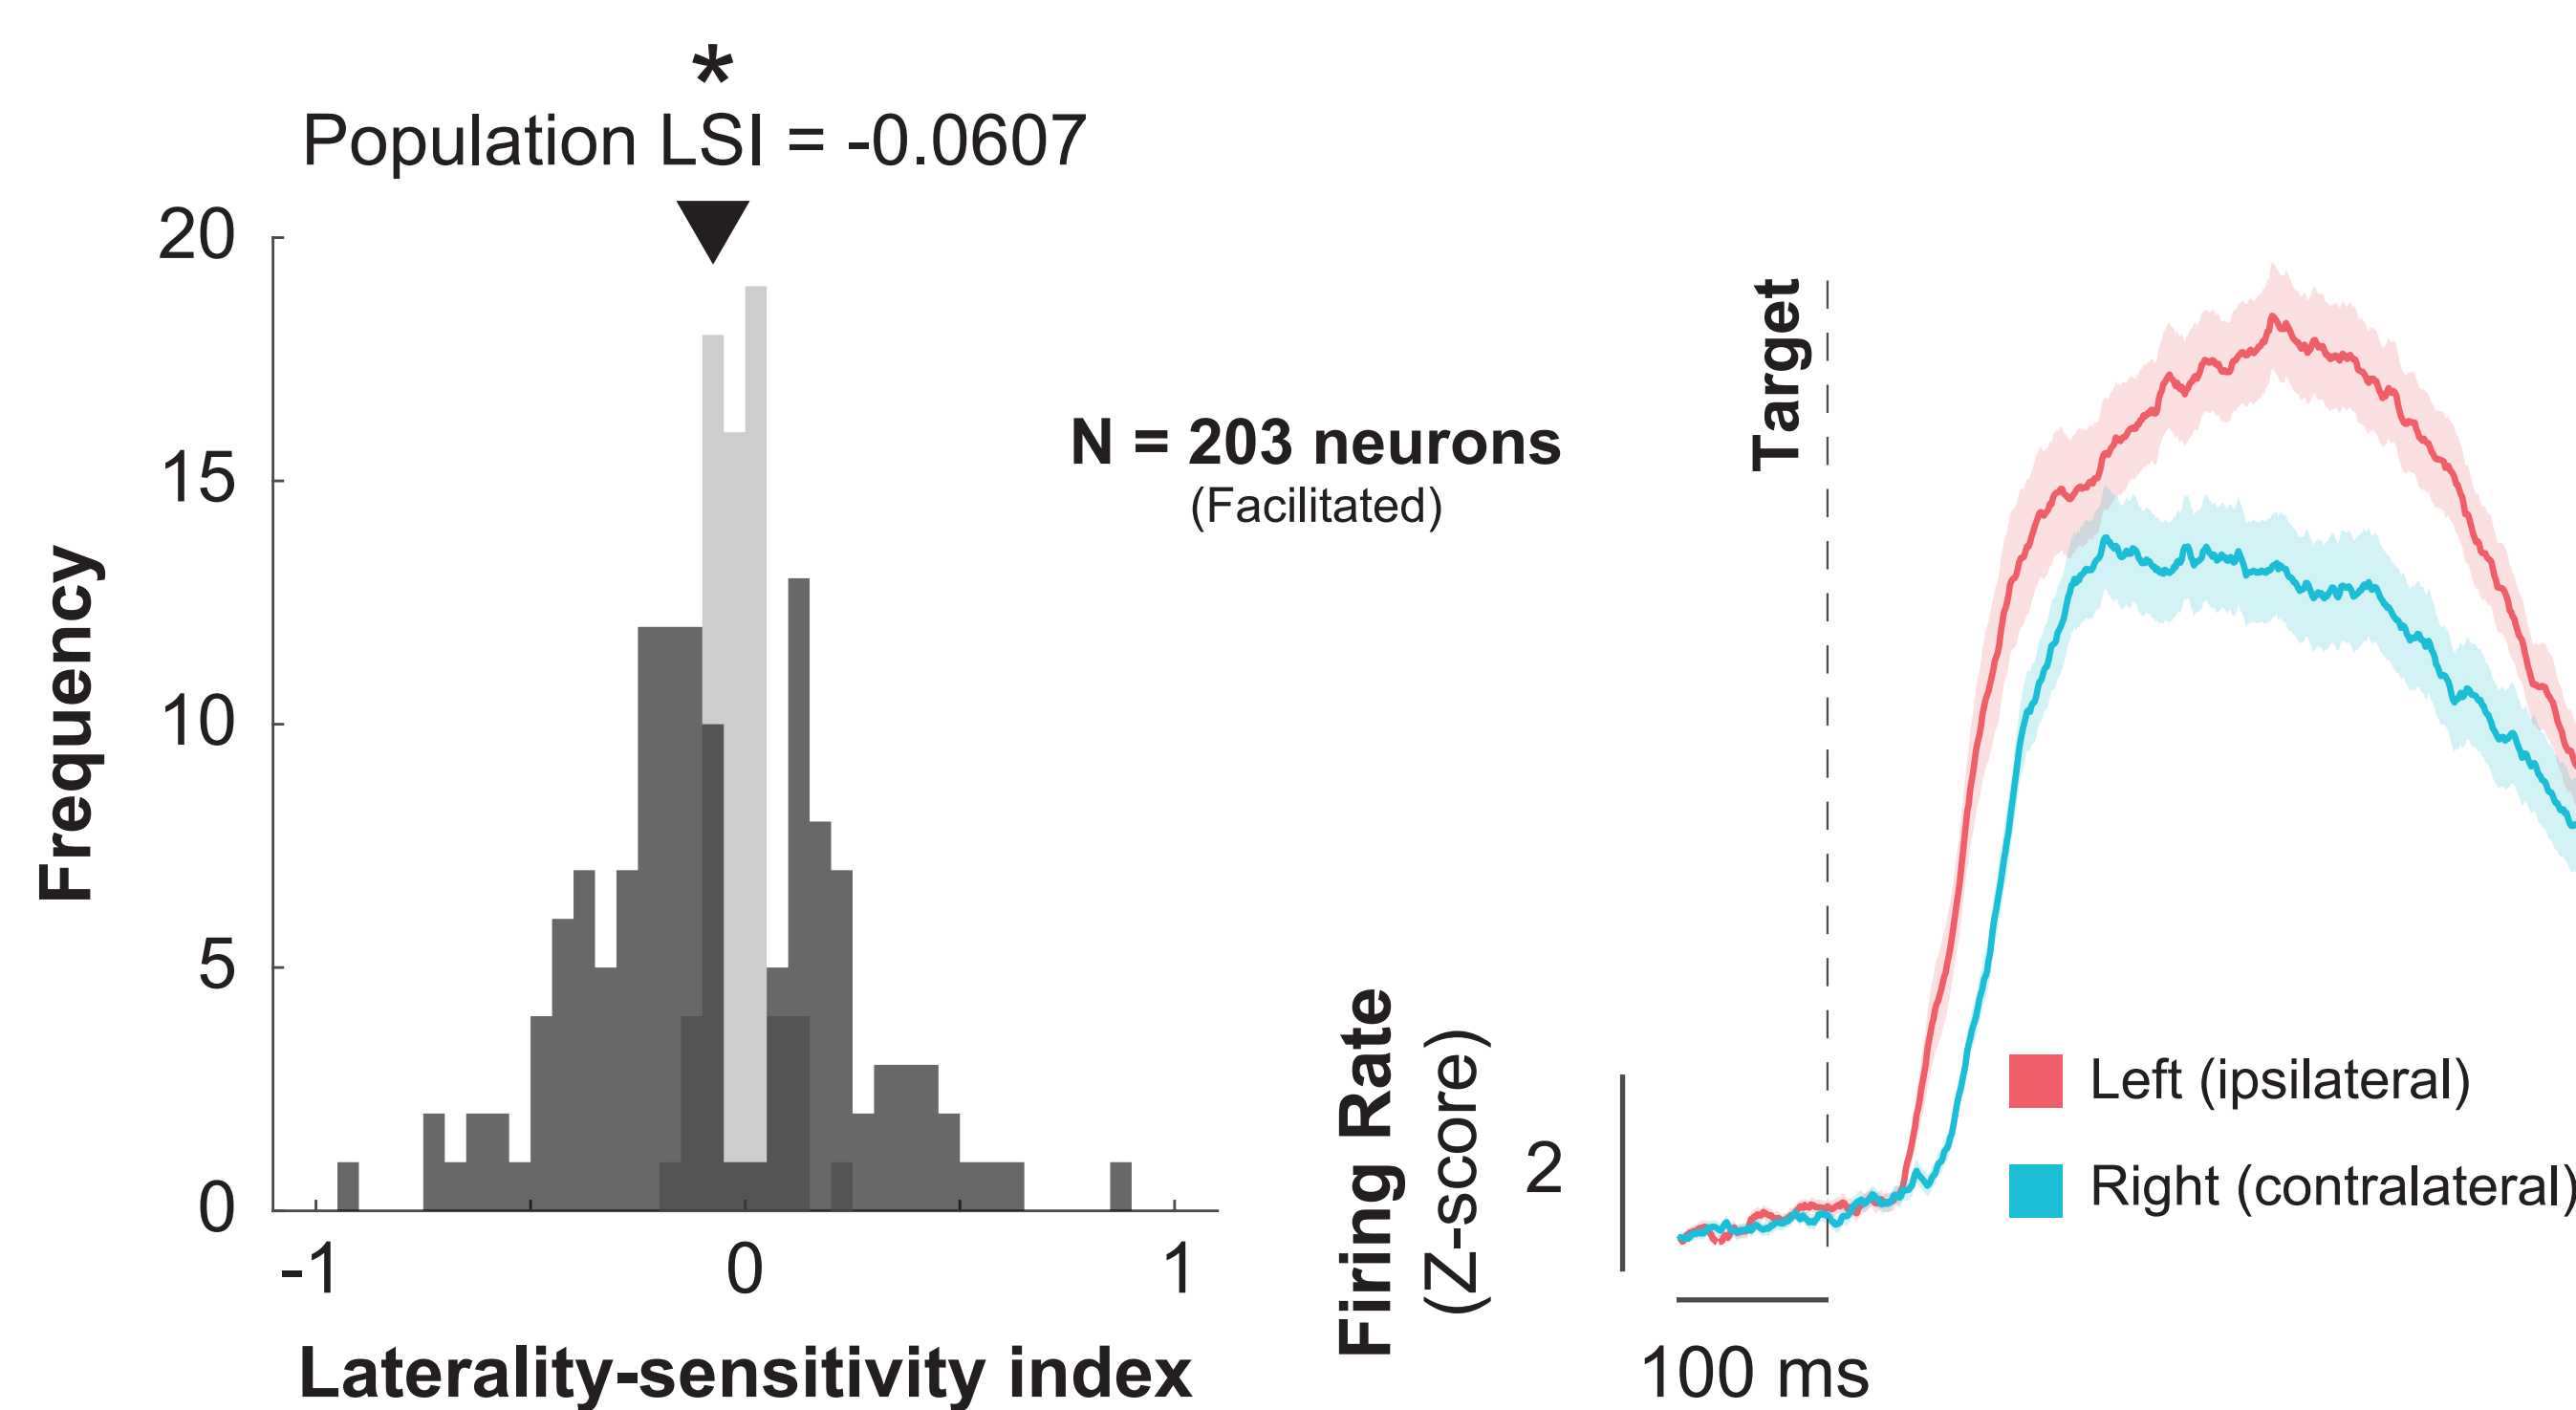 *
Population LSI = -0.0607
20
15
10
5
0
Frequency
-1
0
1
Laterality-sensitivity index
N = 203 neurons
(Facilitated)
Target
Firing Rate
(Z-score)
2
100 ms
Left (ipsilateral)
Right (contralateral)